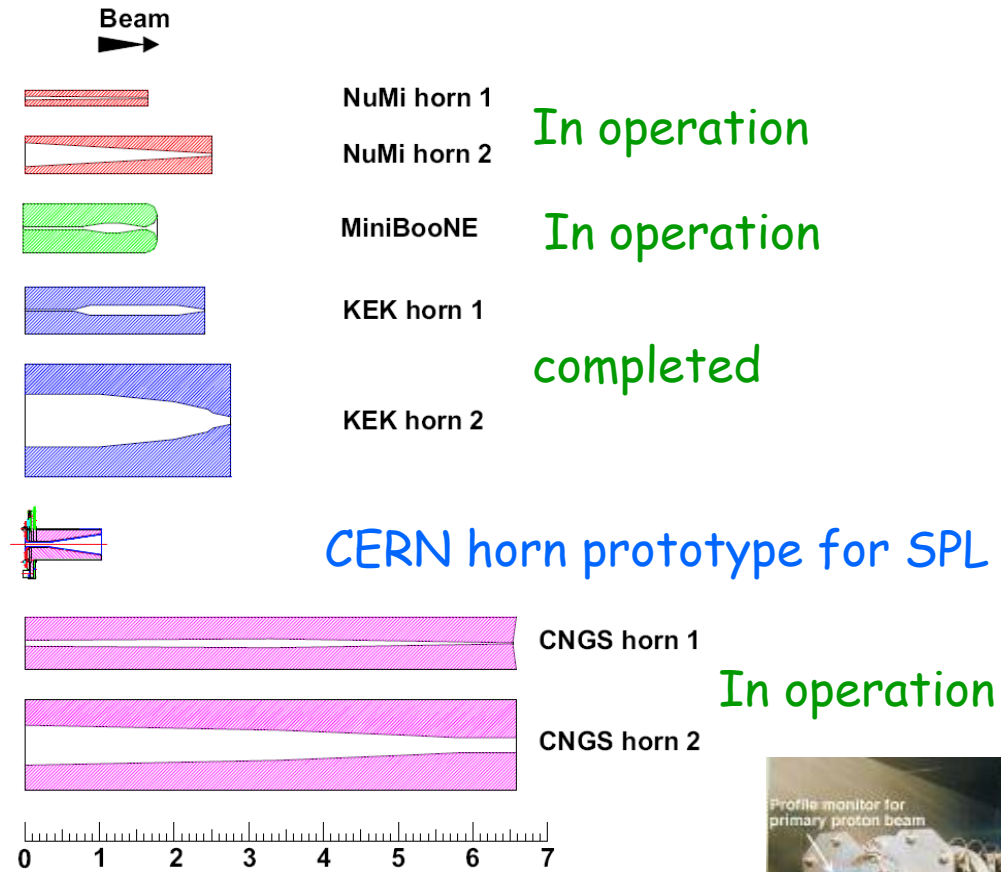 Beam
NuMi horn 1
In operation
NuMi horn 2
MiniBooNE
In operation
KEK horn 1
completed
KEK horn 2
CERN horn prototype for SPL
CNGS horn 1
In operation
CNGS horn 2
Profile monitor for
primary proton beam
0 1 2 3 4 5 6 7